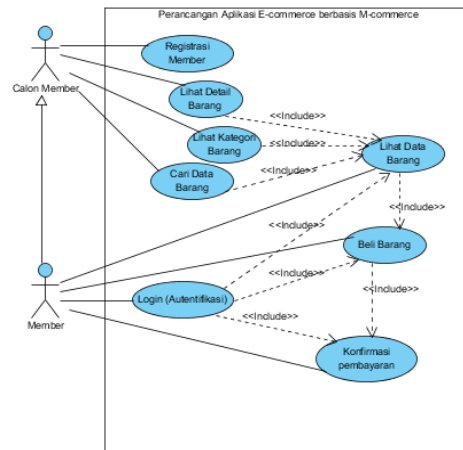 Perancangan Aplikasi E-commerce berbasis M-commerce
Registrasi
Member
Calon Member
Lihat Detail
Barang
<<Include>>
Lihat Kategori
Barang
<<Include>>
Lihat Data
Barang
Cari Data
Barang
<<Include>>
<<Include>>
<<Include>>
Beli Barang
<<Include>>
Login (Autentifikasi)
<<Include>>
<<Include>>
Member
Konfirmasi
pembayaran